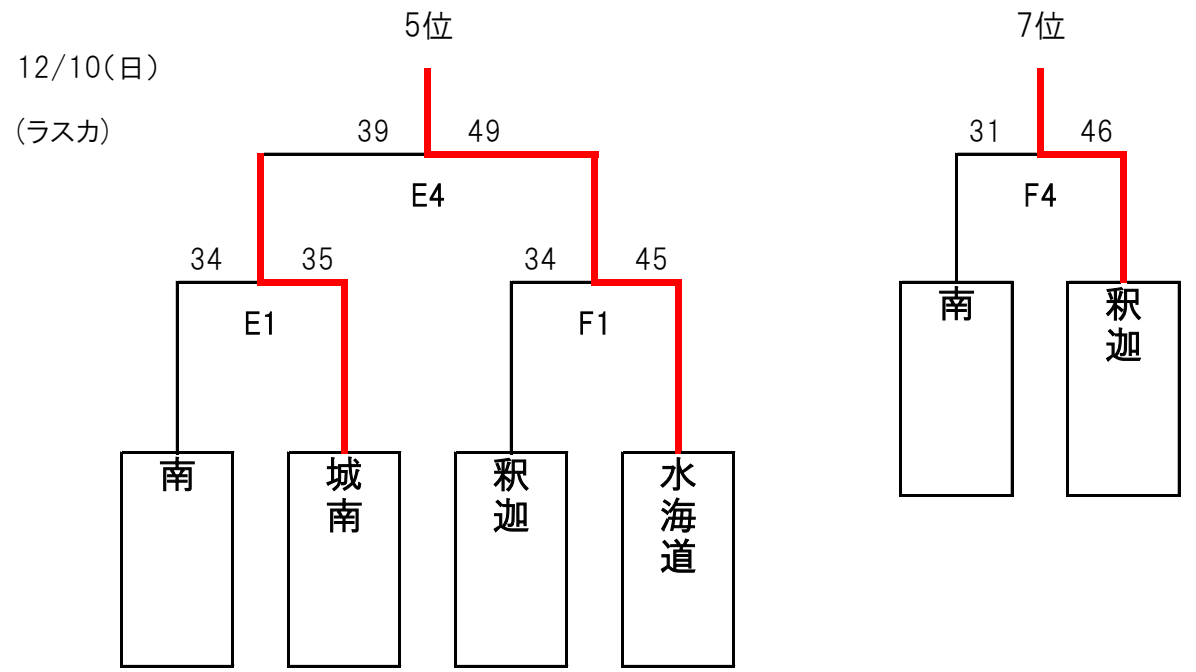 5位
7位
12/10(日)
(ラスカ)
39 49
31 46
E4
F4
34 35 34 45
E1
F1
南
釈迦
南
城南
釈迦
水海道